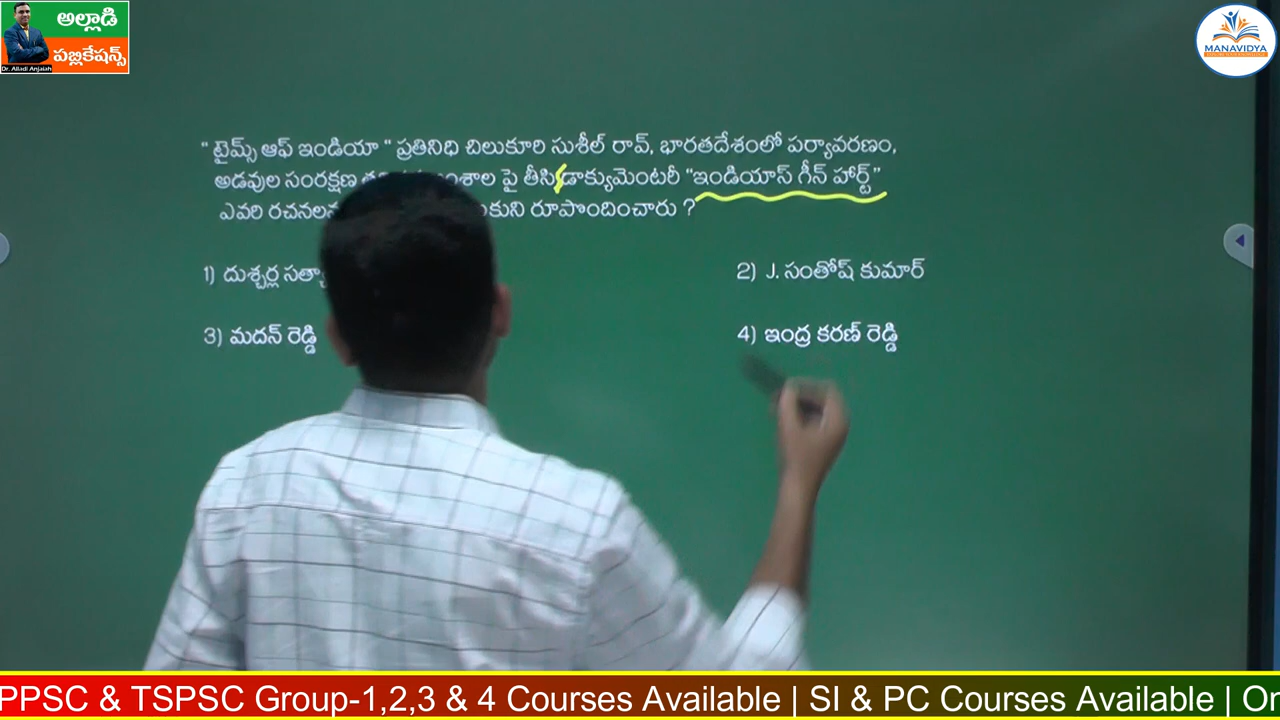 అల్లాడి
పబ్లికేషన్స్
Dr. Alladi Anjaiah
MANAVIDYA
" టైమ్స్ ఆఫ్ ఇండియా " ప్రతినిధి చిలుకూరి సుశీల్ రావ్, భారతదేశంలో పర్యావరణం,
అడవుల సంరక్షణ పై తీసిన డాక్యుమెంటరీ "ఇండియాస్ గీన్ హార్ట్"
ఎవరి రూపొందించారు ?
1) దుశ్చర్ల
2) J. సంతోష్ కుమార్
3) మదన్ రెడ్డి
4) ఇంద్ర కరణ్ రెడ్డి
PPSC & TSPSC Group-1,2,3 & 4 Courses Available | SI & PC Courses Available | On